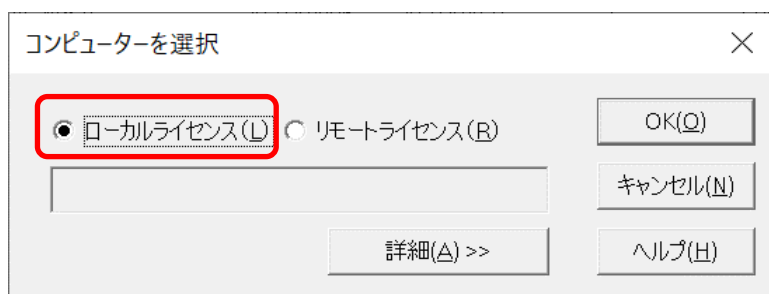 コンピューターを選択
ローカルライセンス(L) リモートライセンス(R)
OK(O)
キャンセル(N)
詳細(A) >>
ヘルプ(H)